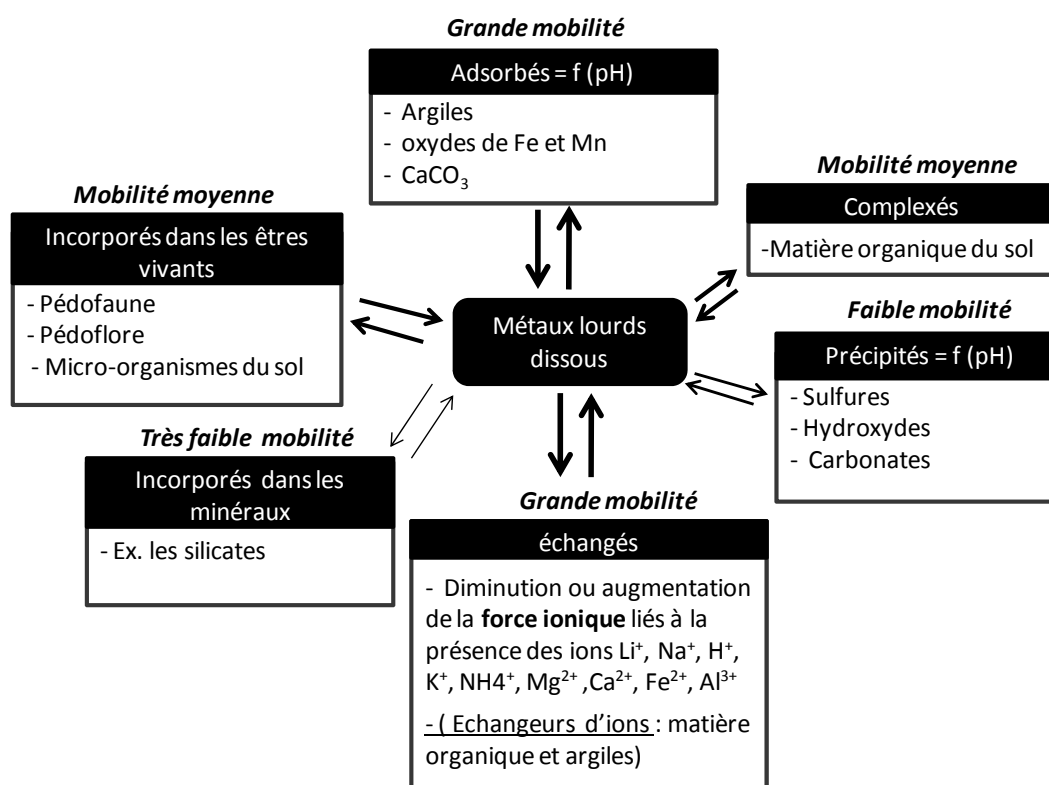 Grande mobilité
Adsorbés = f (pH)
- Argiles
- oxydes de Fe et Mn
- CaCO₃
Mobilité moyenne
Incorporés dans les êtres
vivants
- Pédofaune
- Pédoflore
- Micro-organismes du sol
Mobilité moyenne
Complexés
-Matière organique du sol
Métaux lourds
dissous
Faible mobilité
Précipités = f (pH)
- Sulfures
- Hydroxydes
- Carbonates
Très faible mobilité
Incorporés dans les
minéraux
- Ex. les silicates
Grande mobilité
échangés
- Diminution ou augmentation
de la force ionique liés à la
présence des ions Li⁺, Na⁺, H⁺,
K⁺, NH4⁺, Mg²⁺ ,Ca²⁺, Fe²⁺, Al³⁺
- ( Echangeurs d'ions : matière
organique et argiles)